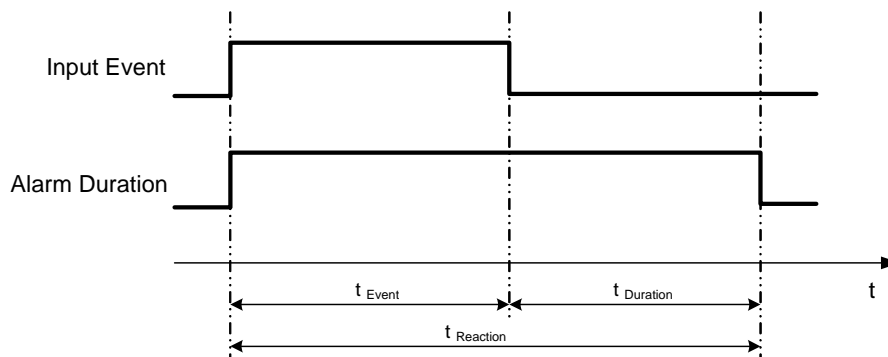 Input Event
Alarm Duration
t
t Event
t Duration
t Reaction